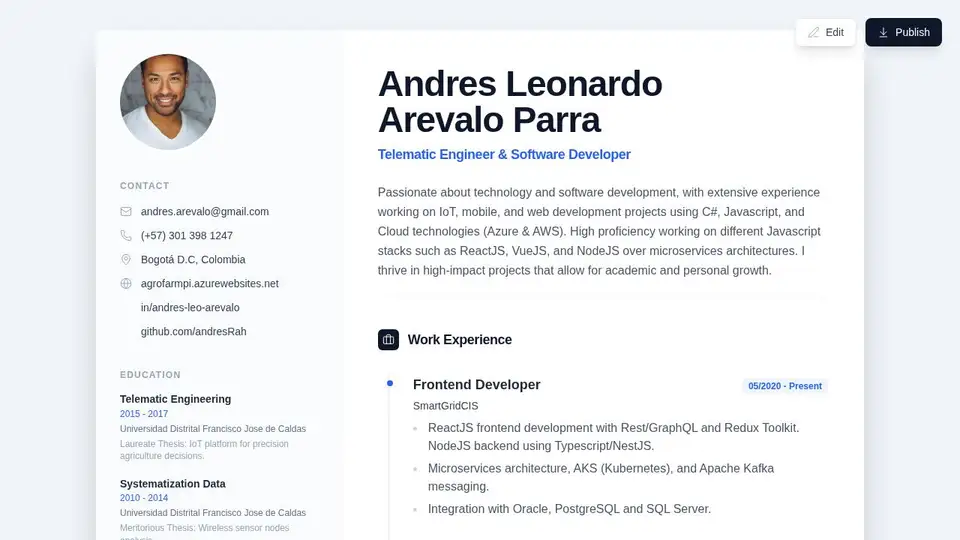 Edit
Publish
CONTACT
andres.arevalo@gmail.com
(+57) 301 398 1247
Bogotá D.C, Colombia
agrofarmpi.azurewebsites.net
in/andres-leo-arevalo
github.com/andresRah
EDUCATION
Telematic Engineering
2015 - 2017
Universidad Distrital Francisco Jose de Caldas
Laureate Thesis: IoT platform for precision
agriculture decisions.
Systematization Data
2010 - 2014
Universidad Distrital Francisco Jose de Caldas
Meritorious Thesis: Wireless sensor nodes
Andres Leonardo
Arevalo Parra
Telematic Engineer & Software Developer
Passionate about technology and software development, with extensive experience
working on IoT, mobile, and web development projects using C#, Javascript, and
Cloud technologies (Azure & AWS). High proficiency working on different Javascript
stacks such as ReactJS, VueJS, and NodeJS over microservices architectures. I
thrive in high-impact projects that allow for academic and personal growth.
Work Experience
Frontend Developer
05/2020 - Present
SmartGridCIS
ReactJS frontend development with Rest/GraphQL and Redux Toolkit.
NodeJS backend using Typescript/NestJS.
Microservices architecture, AKS (Kubernetes), and Apache Kafka
messaging.
Integration with Oracle, PostgreSQL and SQL Server.